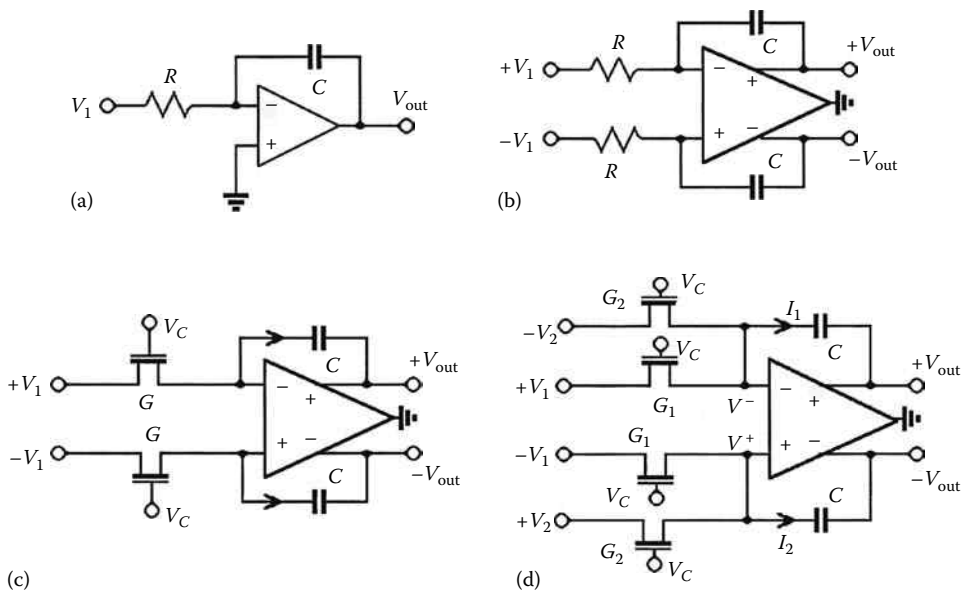 C
R
V1
−
+
Vout
(a)
C
+Vout
R
+V1
−
+
−V1
+
−
R
C
−Vout
(b)
VC
C
+Vout
+V1
−
+
G
G
−V1
+
−
C
−Vout
VC
(c)
VC
G2
I1
−V2
VC
C
+Vout
+V1
−
G1
V−
+
G1
V+
−V1
+
−
−Vout
VC
C
+V2
I2
G2
VC
(d)